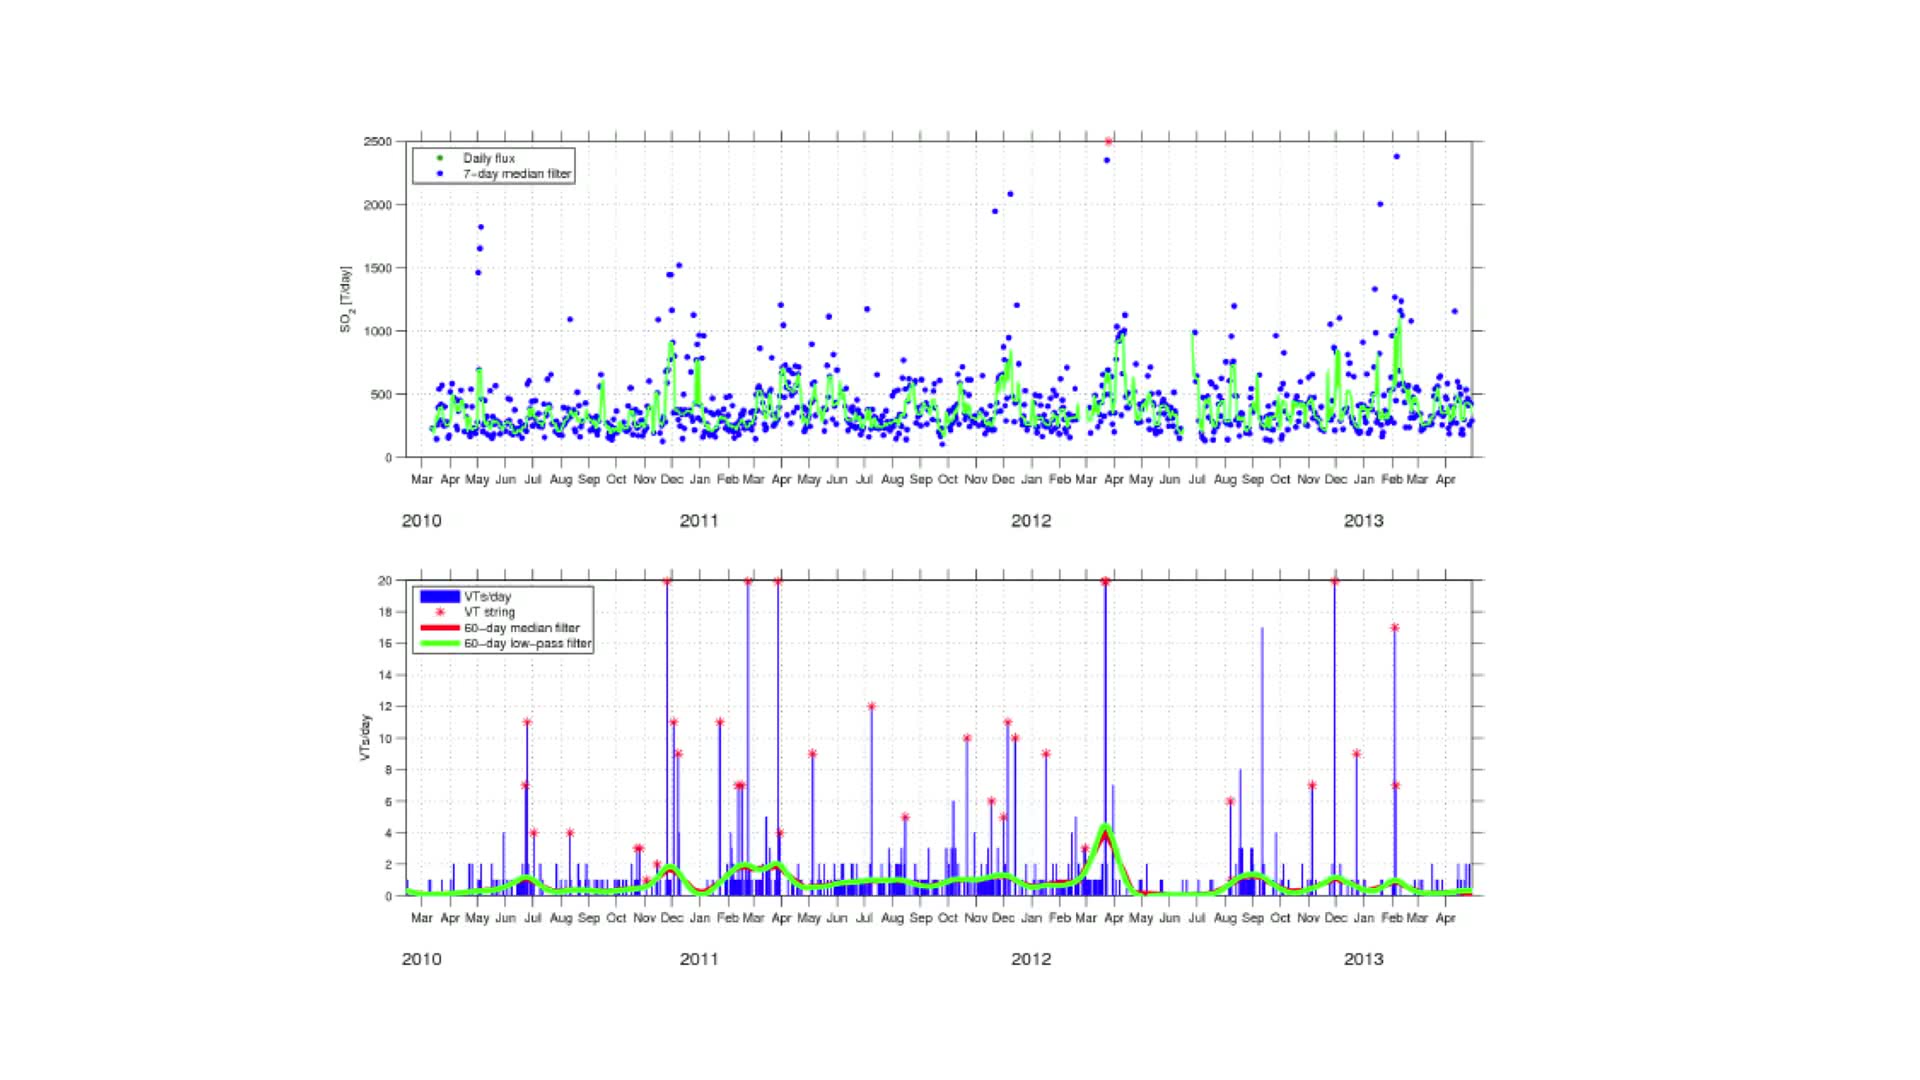 2500
Daily flux
7-day median filter
2000
1500
SO2 [T/day]
1000
500
0
Mar Apr May Jun Jul Aug Sep Oct Nov Dec Jan Feb Mar Apr May Jun Jul Aug Sep Oct Nov Dec Jan Feb Mar Apr May Jun Jul Aug Sep Oct Nov Dec Jan Feb Mar Apr
2010 2011 2012 2013
20
VTs/day
18
VT string
60-day median filter
16
60-day low-pass filter
14
12
10
VTs/day
8
6
4
2
0
Mar Apr May Jun Jul Aug Sep Oct Nov Dec Jan Feb Mar Apr May Jun Jul Aug Sep Oct Nov Dec Jan Feb Mar Apr May Jun Jul Aug Sep Oct Nov Dec Jan Feb Mar Apr
2010 2011 2012 2013